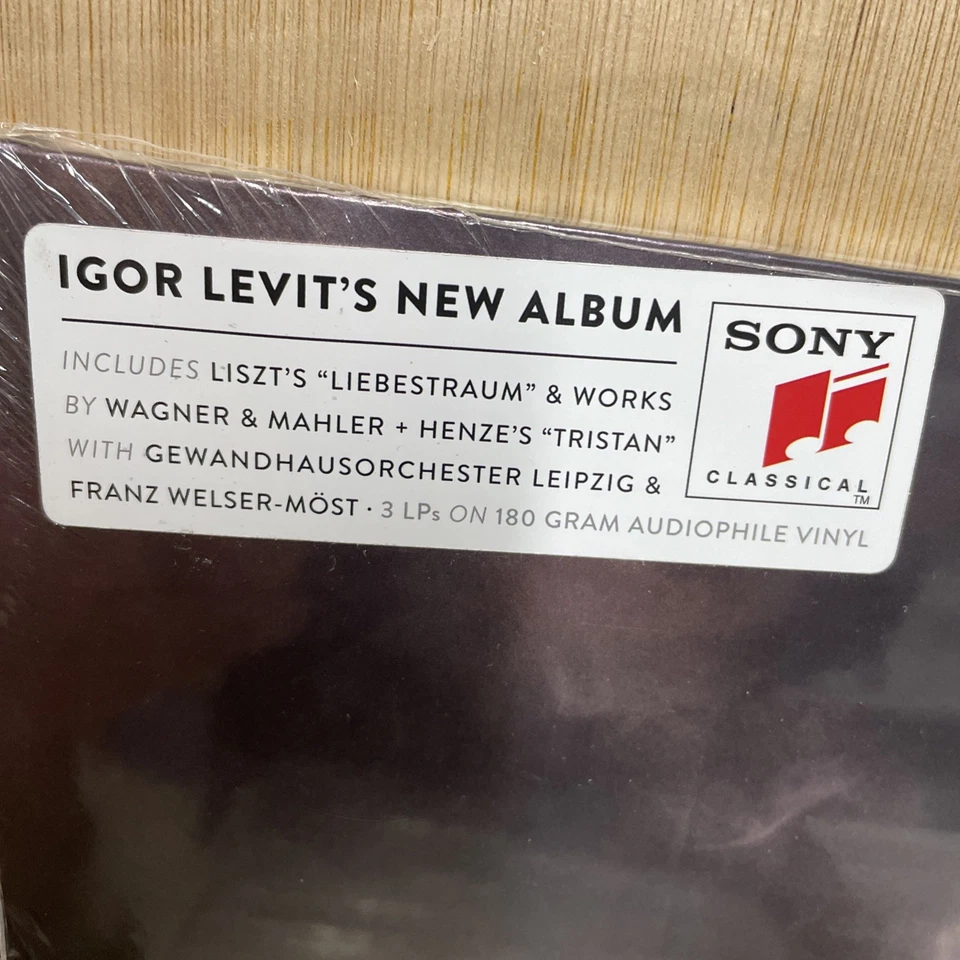 IGOR LEVIT'S NEW ALBUM
INCLUDES LISZT'S “LIEBESTRAUM” & WORKS
BY WAGNER & MAHLER + HENZE'S “TRISTAN”
WITH GEWANDHAUSORCHESTER LEIPZIG &
FRANZ WELSER-MÖST · 3 LPs ON 180 GRAM AUDIOPHILE VINYL
SONY
CLASSICAL
TM